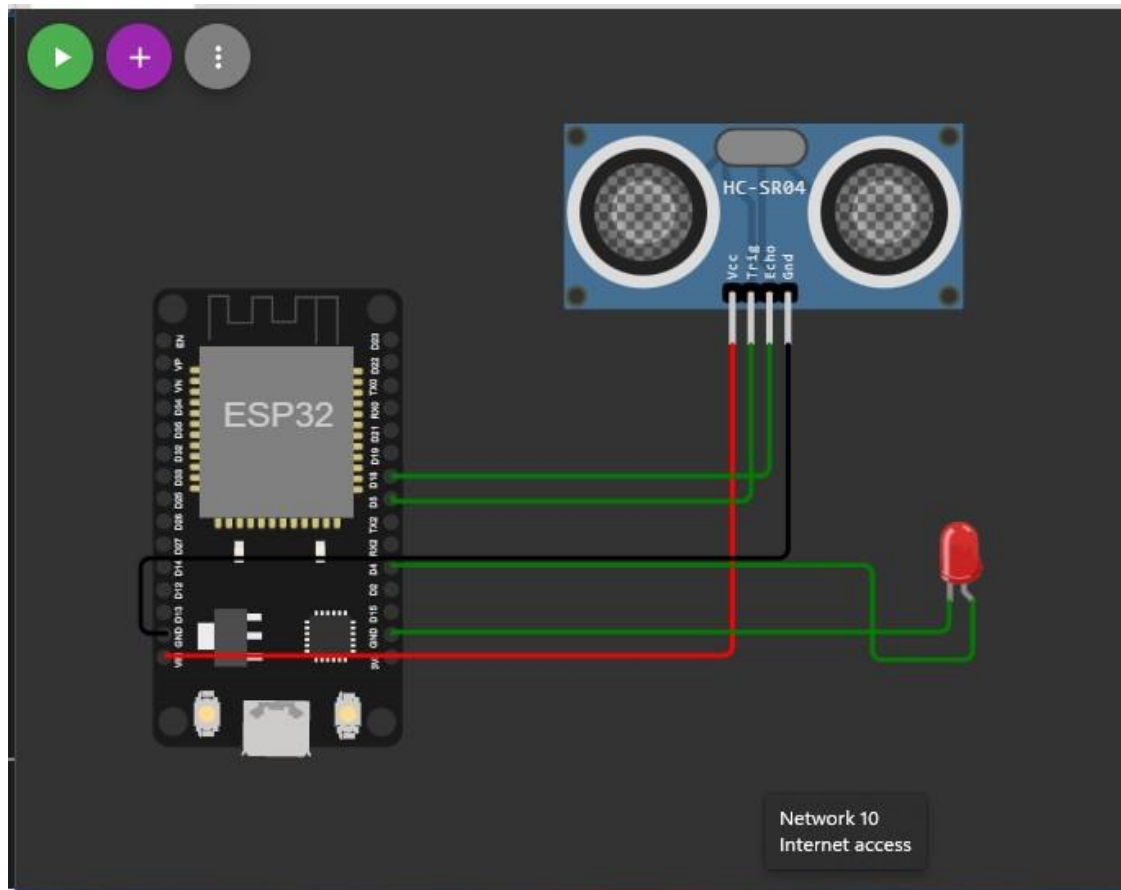 HC-SR04
Vcc
Trig
Echo
Gnd
ESP32
EN
VP
VN
D34
D35
D32
D33
D25
D26
D27
D14
D12
D13
GND
D23
D22
TX0
RX0
D21
D19
D18
D5
TX2
RX2
D4
D2
D15
GND
Network 10
Internet access